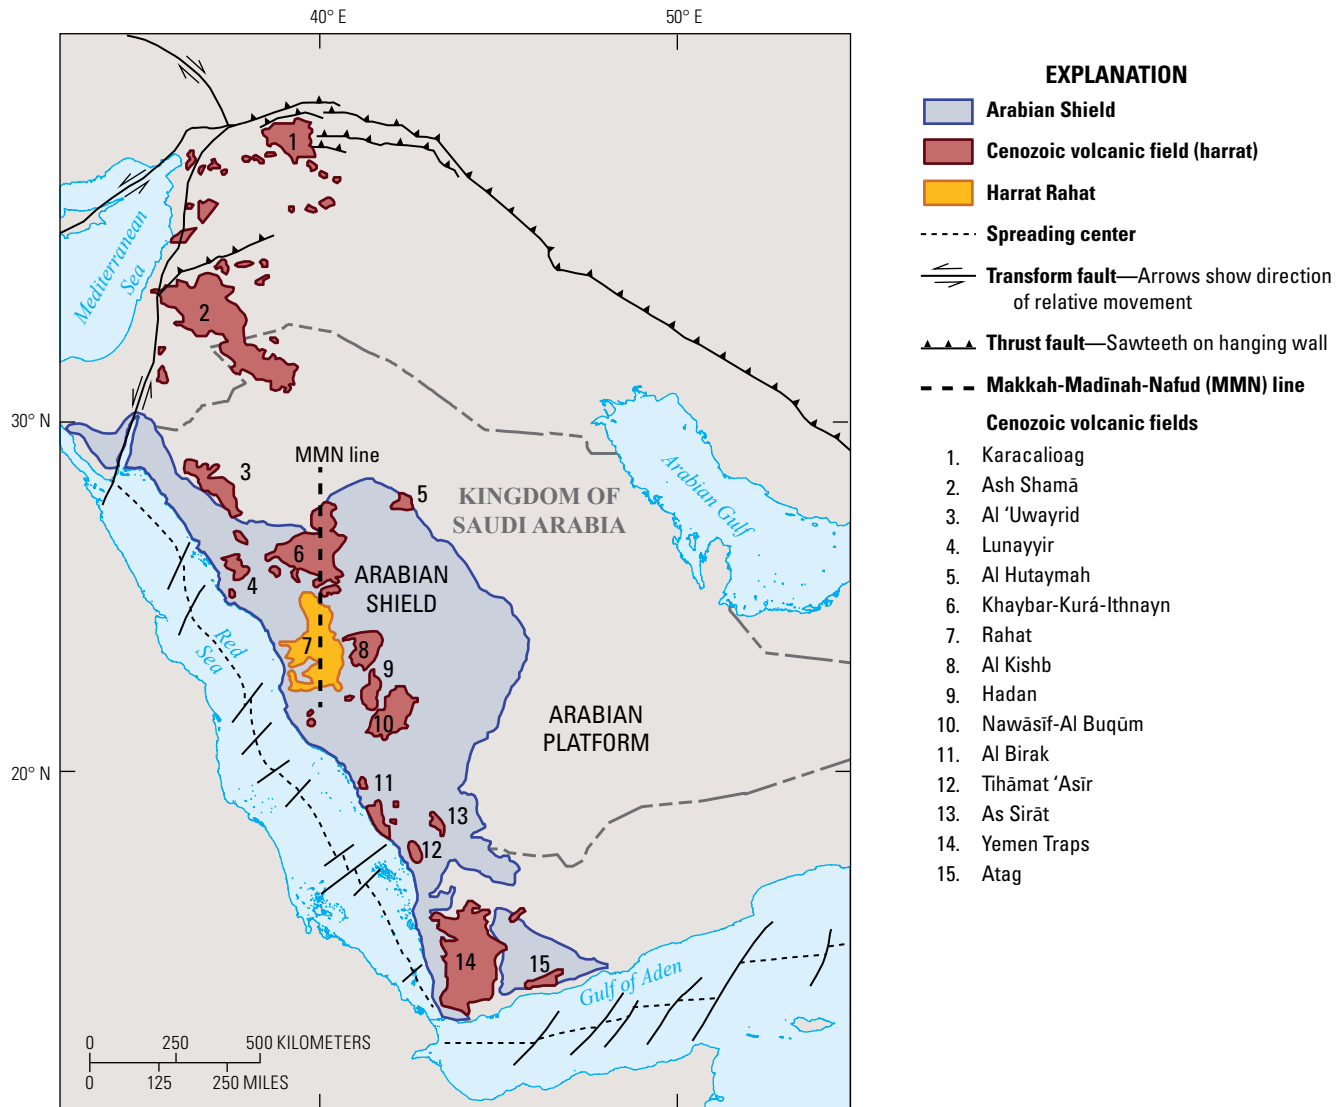 40° E
50° E
30° N
20° N
Mediterranean
Sea
MMN line
KINGDOM OF
SAUDI ARABIA
Arabian Gulf
ARABIAN
SHIELD
Red
Sea
ARABIAN
PLATFORM
Gulf of Aden
1
2
3
4
5
6
7
8
9
10
11
12
13
14
15
0 250 500 KILOMETERS
0 125 250 MILES
EXPLANATION
Arabian Shield
Cenozoic volcanic field (harrat)
Harrat Rahat
Spreading center
Transform fault—Arrows show direction
of relative movement
Thrust fault—Sawteeth on hanging wall
Makkah-Madīnah-Nafud (MMN) line
Cenozoic volcanic fields
1. Karacalioag
2. Ash Shamā
3. Al ‘Uwayrid
4. Lunayyir
5. Al Hutaymah
6. Khaybar-Kurá-Ithnayn
7. Rahat
8. Al Kishb
9. Hadan
10. Nawāsīf-Al Buqūm
11. Al Birak
12. Tihāmat ‘Asīr
13. As Sirāt
14. Yemen Traps
15. Atag